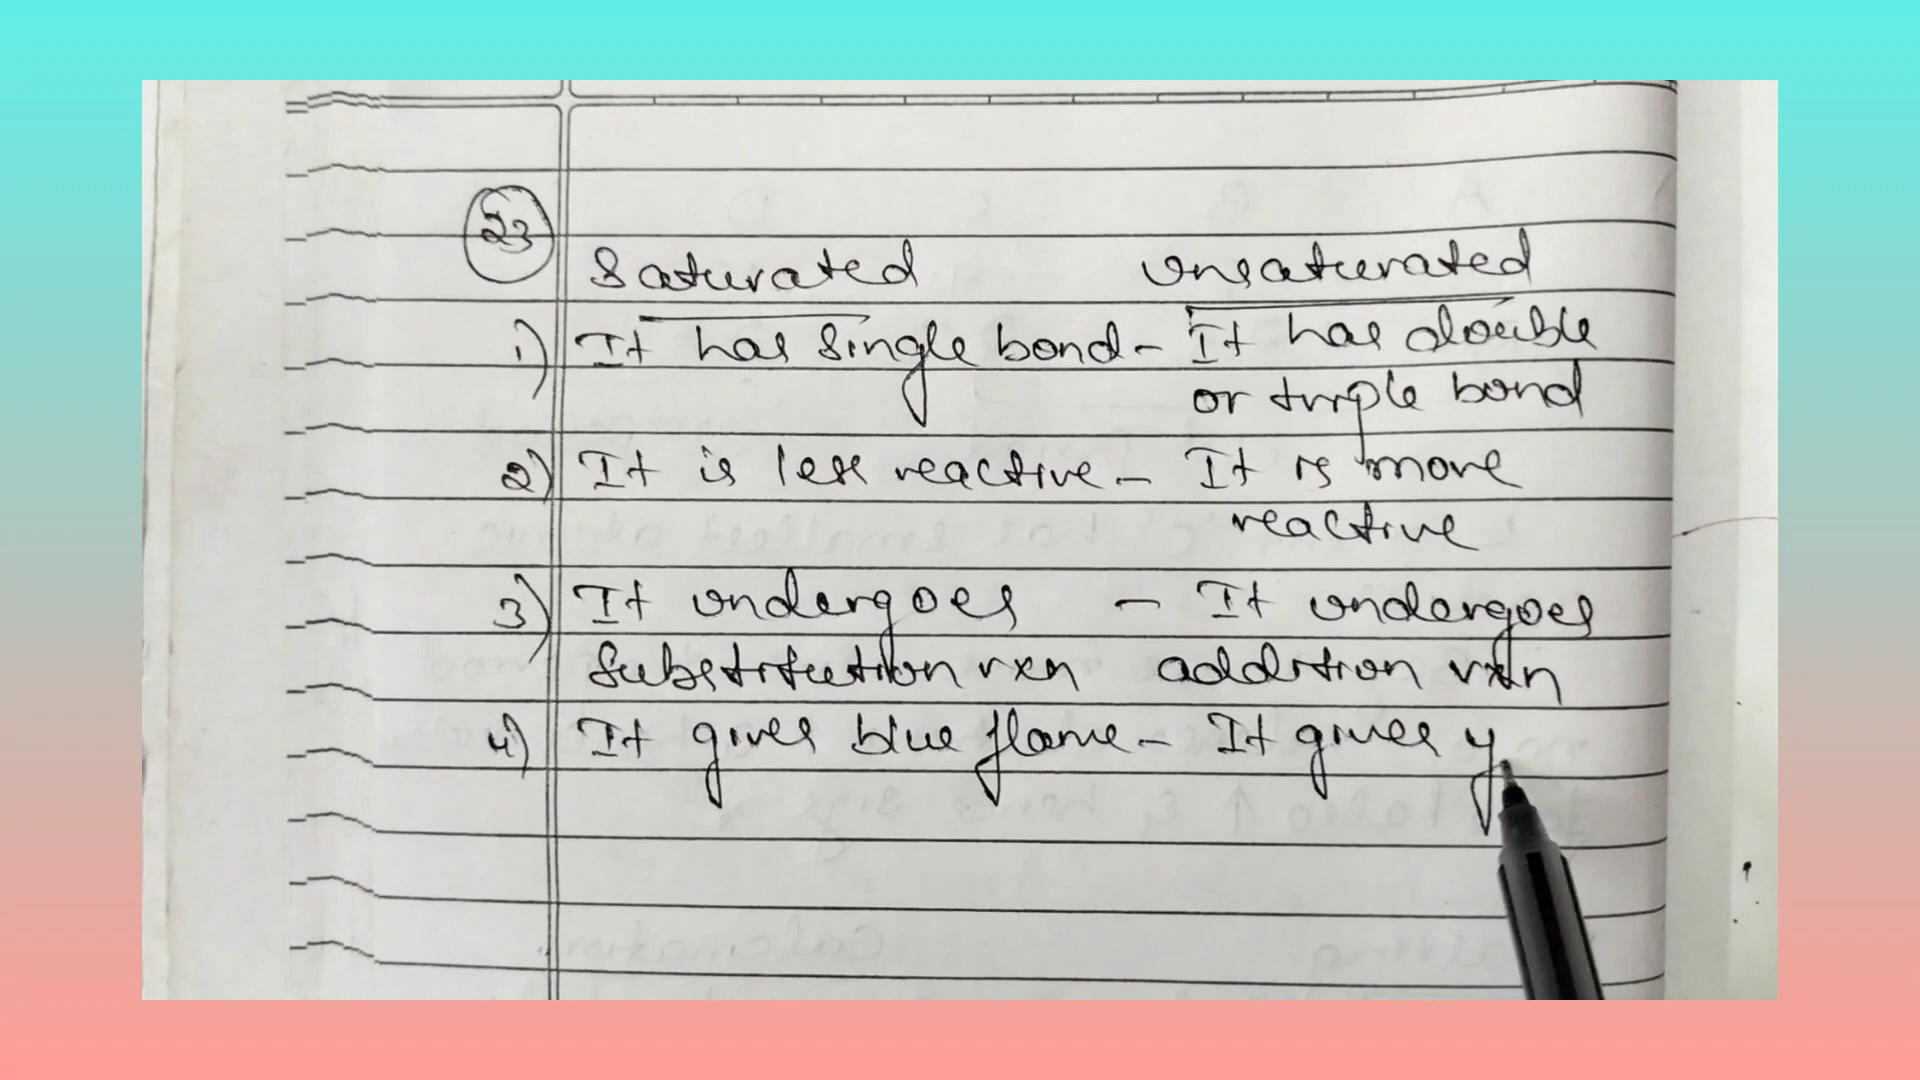 23
Saturated unsaturated
1) It has single bond - It has double
or triple bond
2) It is less reactive - It is more
reactive
3) It undergoes - It undergoes
substitution rxn addition rxn
4) It gives blue flame - It gives y